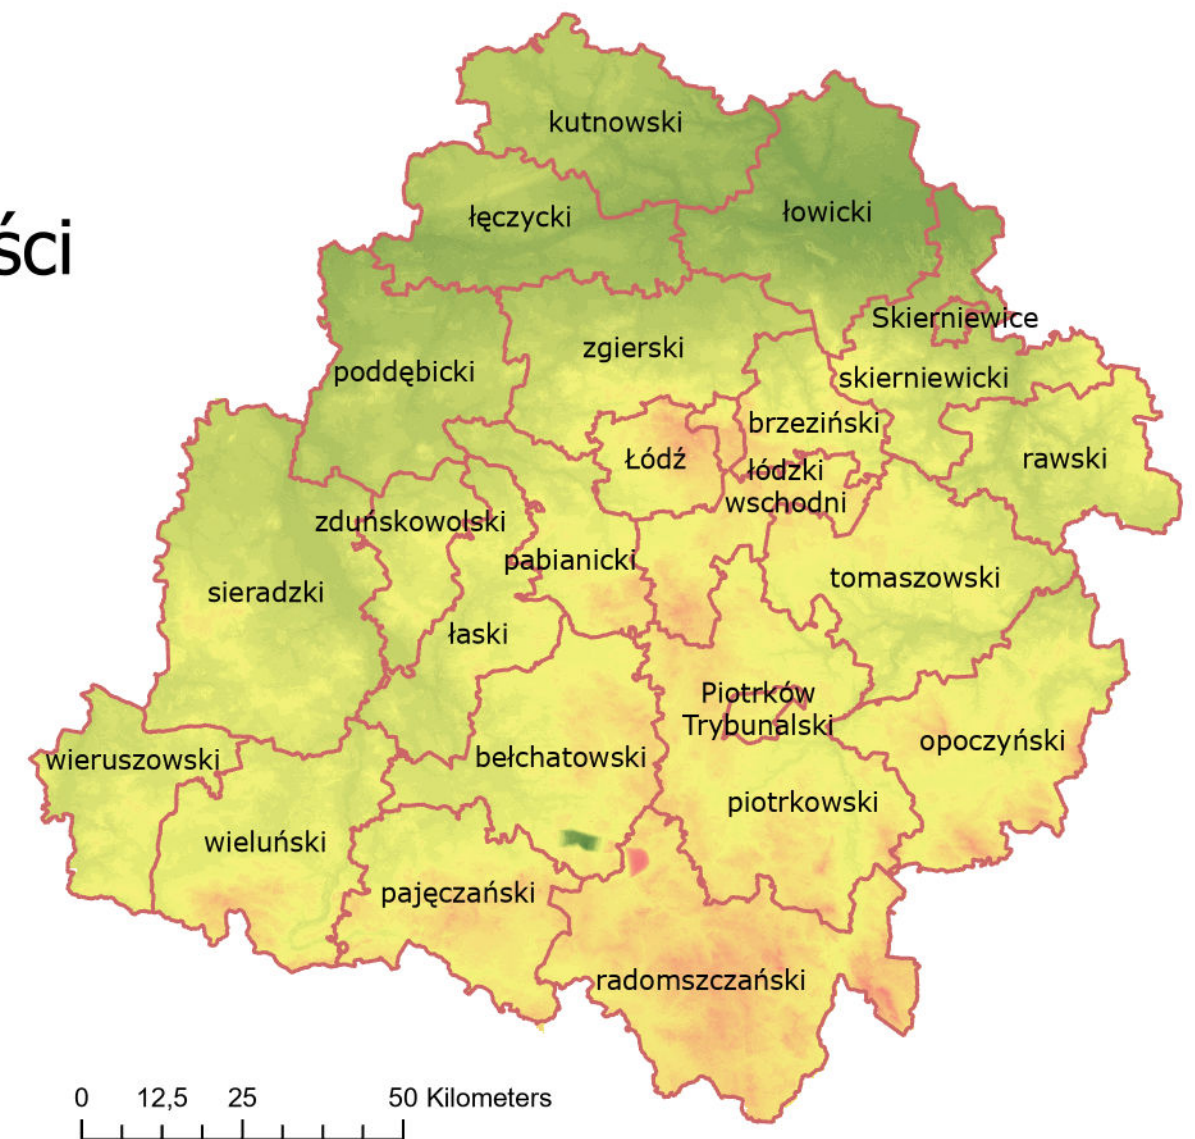 kutnowski
łęczycki
łowicki
ści
Skierniewice
zgierski
poddębicki
skierniewicki
brzeziński
Łódź
łódzki
wschodni
rawski
zduńskowolski
pabianicki
tomaszowski
sieradzki
łaski
Piotrków
Trybunalski
opoczyński
wieruszowski
bełchatowski
piotrkowski
wieluński
pajęczański
radomszczański
0 12,5 25 50 Kilometers